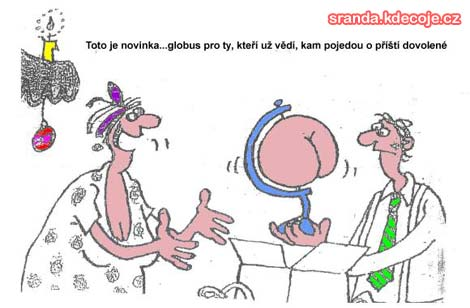 sranda.kdecoje.cz
Toto je novinka...globus pro ty, kteří už vědí, kam pojedou o příští dovolené